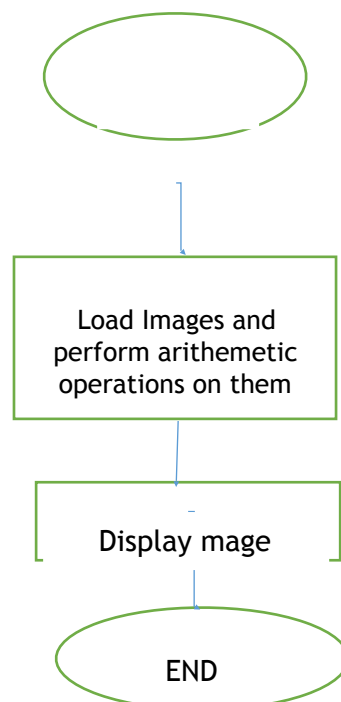 Load Images and
perform arithemetic
operations on them
Display mage
END